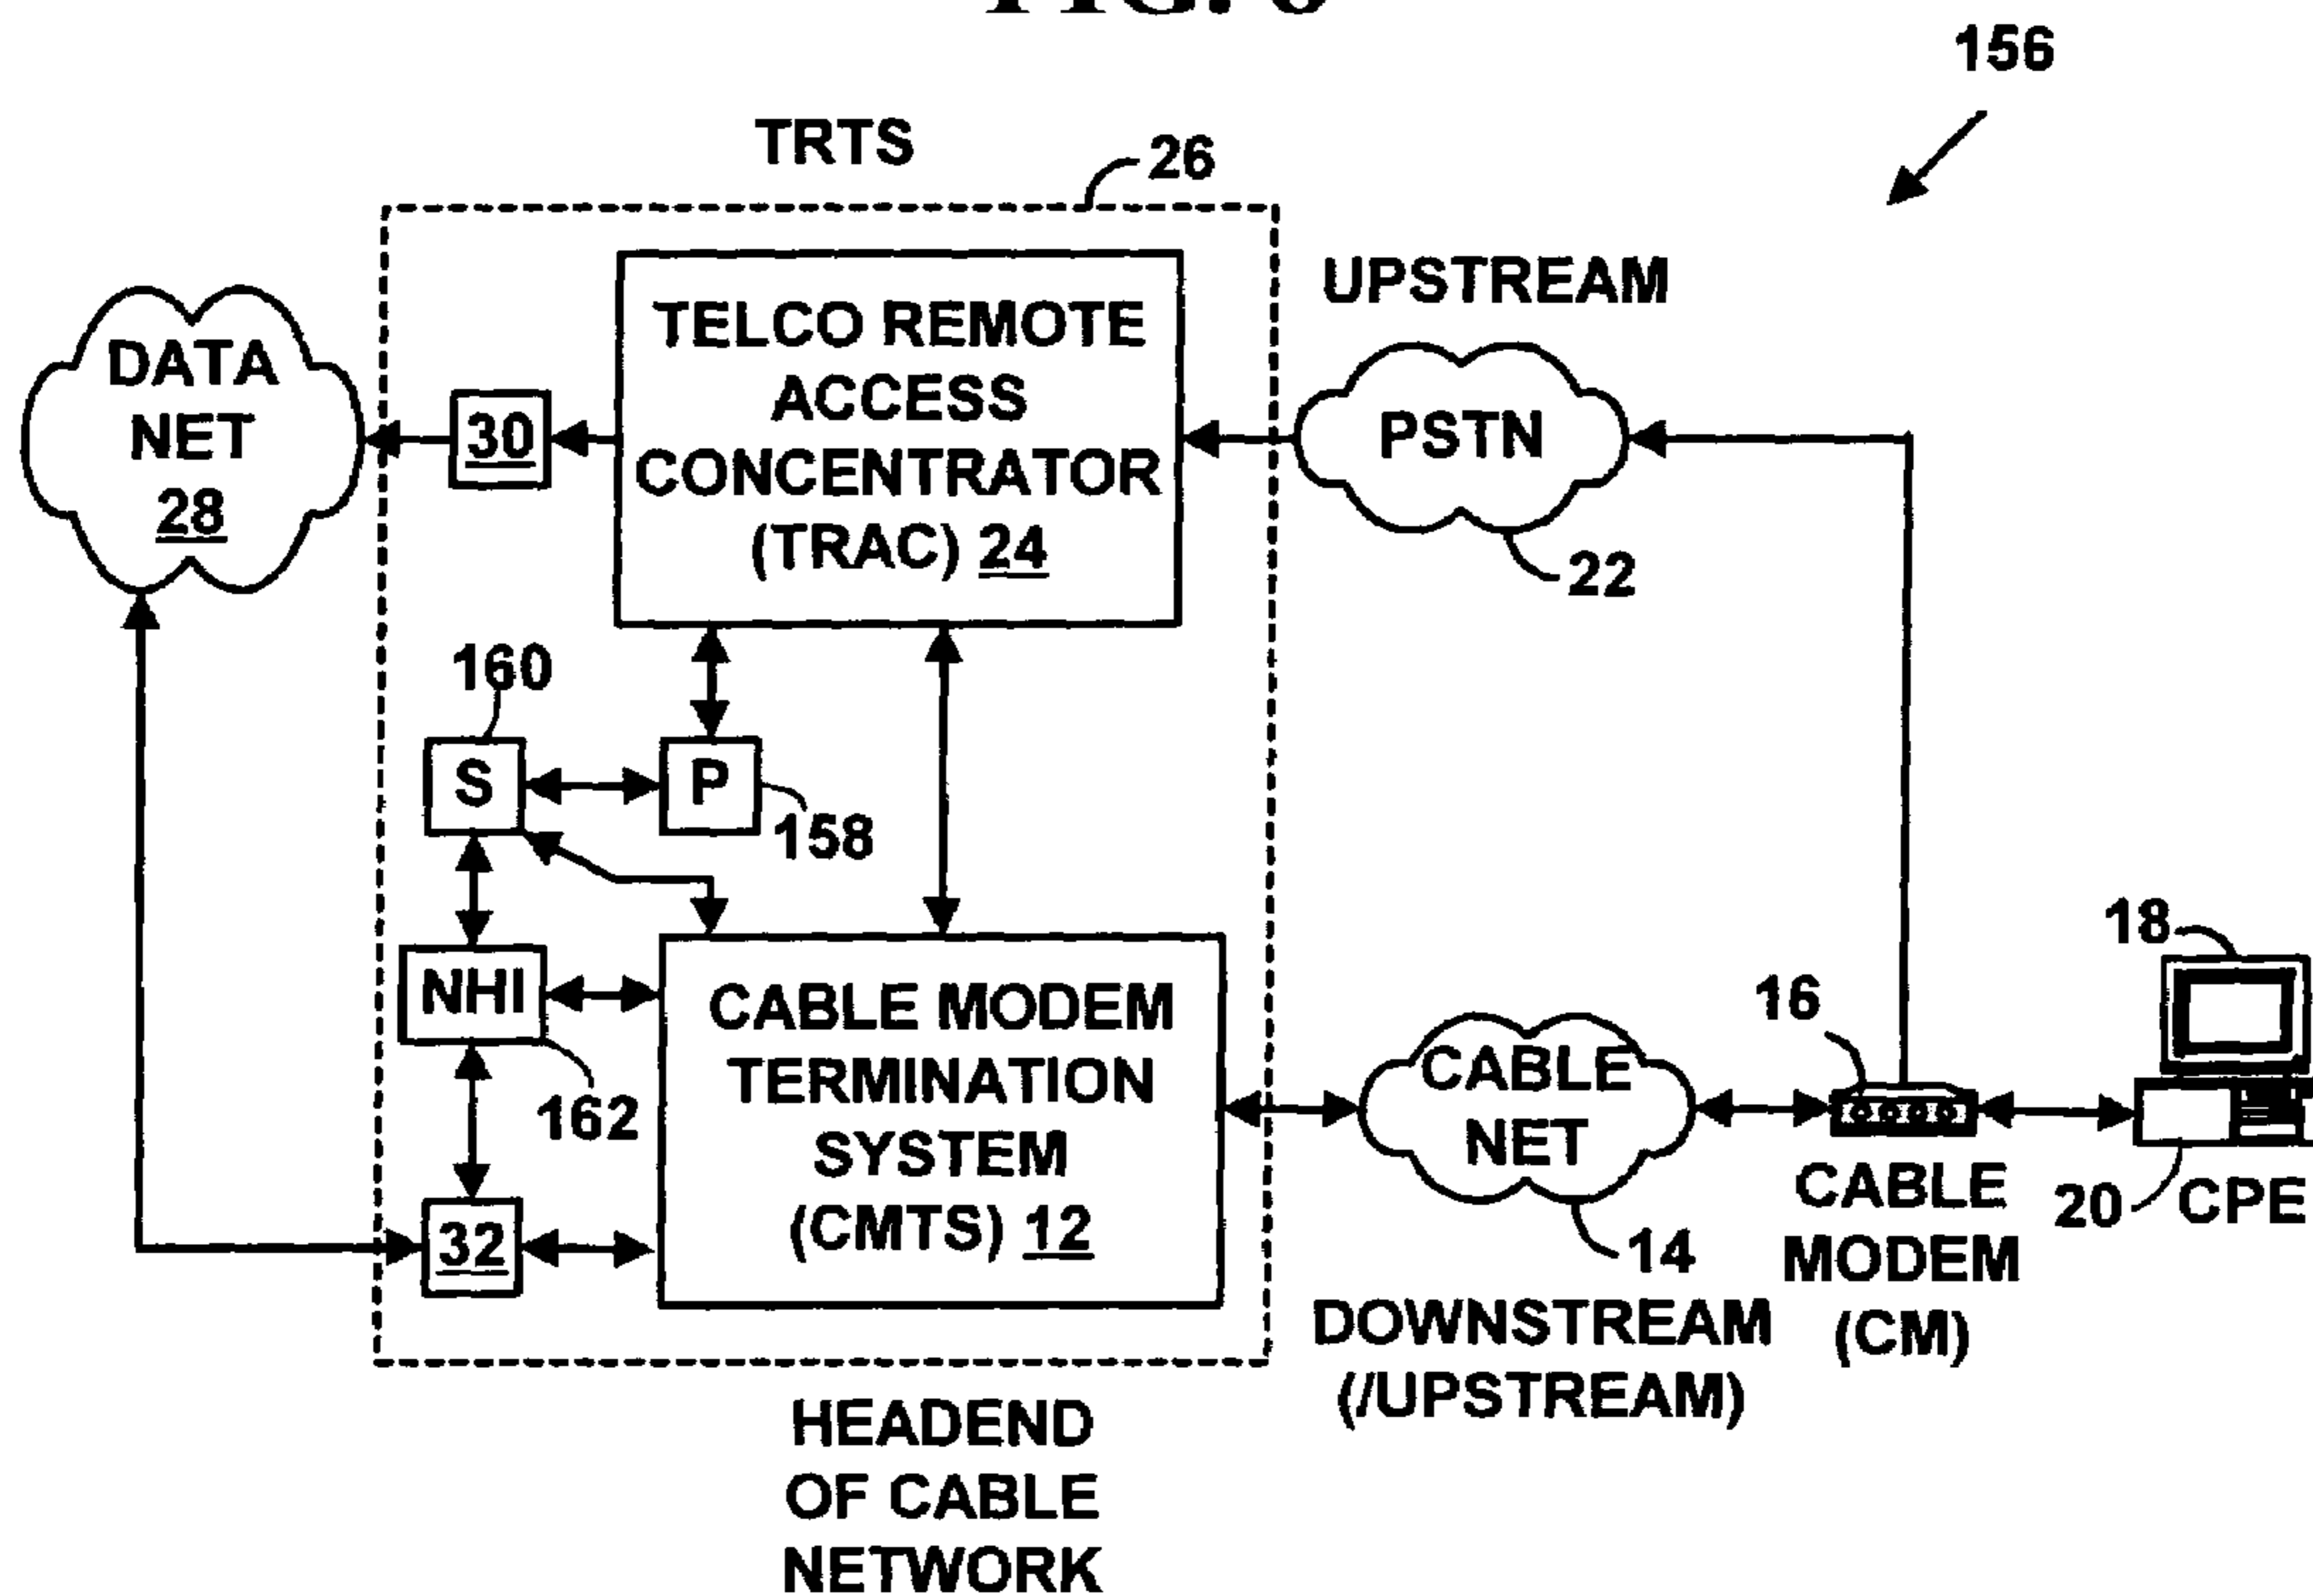 156
TRTS
26
UPSTREAM
DATA
NET
28
30
TELCO REMOTE
ACCESS
CONCENTRATOR
(TRAC) 24
PSTN
22
160
S
P
158
NHI
162
32
CABLE MODEM
TERMINATION
SYSTEM
(CMTS) 12
CABLE
NET
14
16
18
20
CPE
CABLE
MODEM
(CM)
DOWNSTREAM
(/UPSTREAM)
HEADEND
OF CABLE
NETWORK